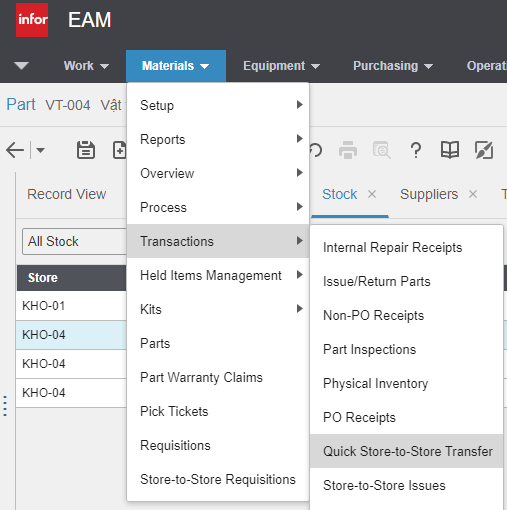 infor EAM
Work Materials Equipment Purchasing Operati
Part VT-004 Vật
Setup
Reports
Overview
Process
Transactions
Held Items Management
Kits
Parts
Part Warranty Claims
Pick Tickets
Requisitions
Store-to-Store Requisitions
Record View Stock × Suppliers × T
All Stock
Store
KHO-01
KHO-04
KHO-04
KHO-04
Internal Repair Receipts
Issue/Return Parts
Non-PO Receipts
Part Inspections
Physical Inventory
PO Receipts
Quick Store-to-Store Transfer
Store-to-Store Issues